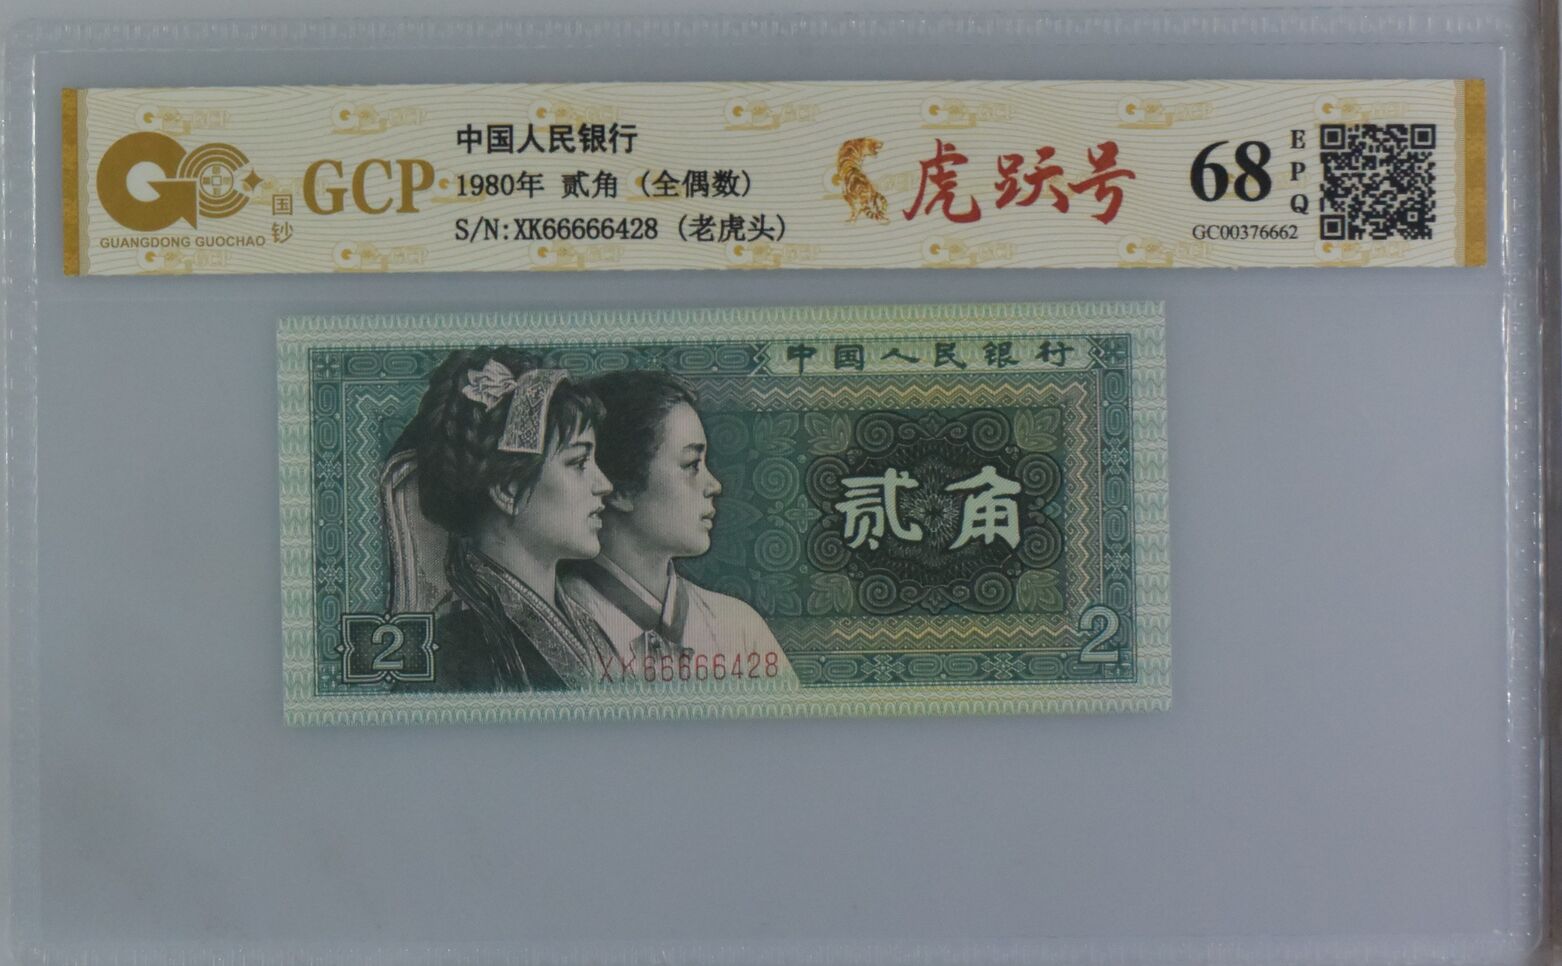 中国人民银行
1980年 贰角 (全偶数)
S/N:XK66666428 (老虎头)
GCP
国钞
GUANGDONG GUOCHAO
虎跃号
68
EPQ
GC00376662
中国人民银行
贰角
2
2
XK66666428